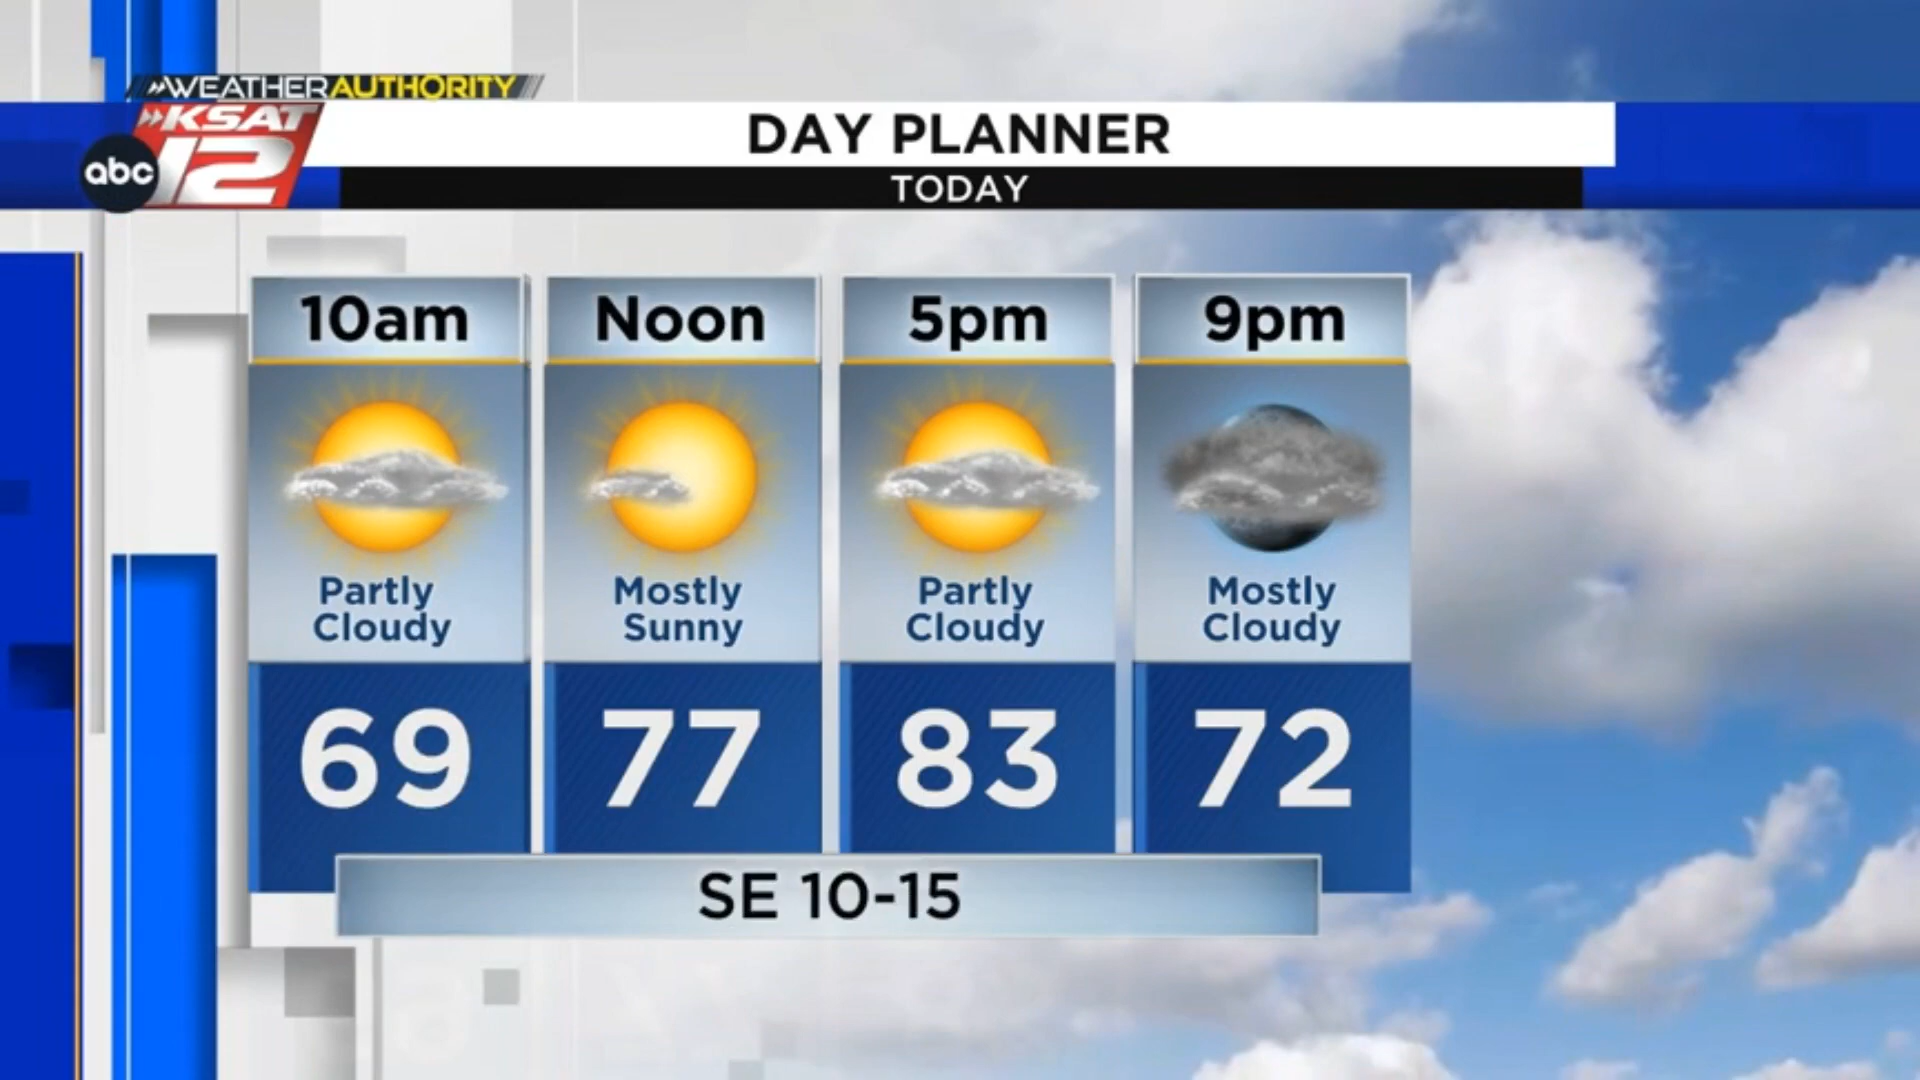 WEATHERAUTHORITY
KSAT
abc 12
DAY PLANNER
TODAY
10am Noon 5pm 9pm
Partly Mostly Partly Mostly
Cloudy Sunny Cloudy Cloudy
69 77 83 72
SE 10-15